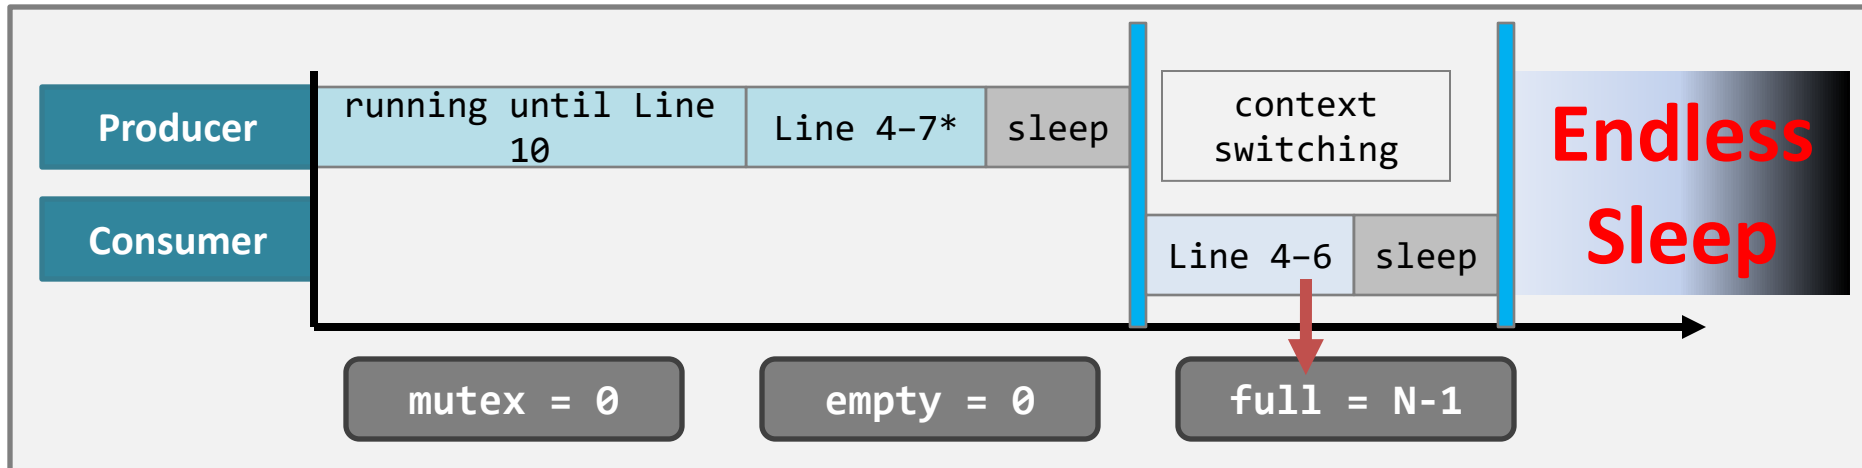 Producer
running until Line
10
Line 4–7*
sleep
context
switching
Endless
Sleep
Consumer
Line 4–6
sleep
mutex = 0
empty = 0
full = N-1